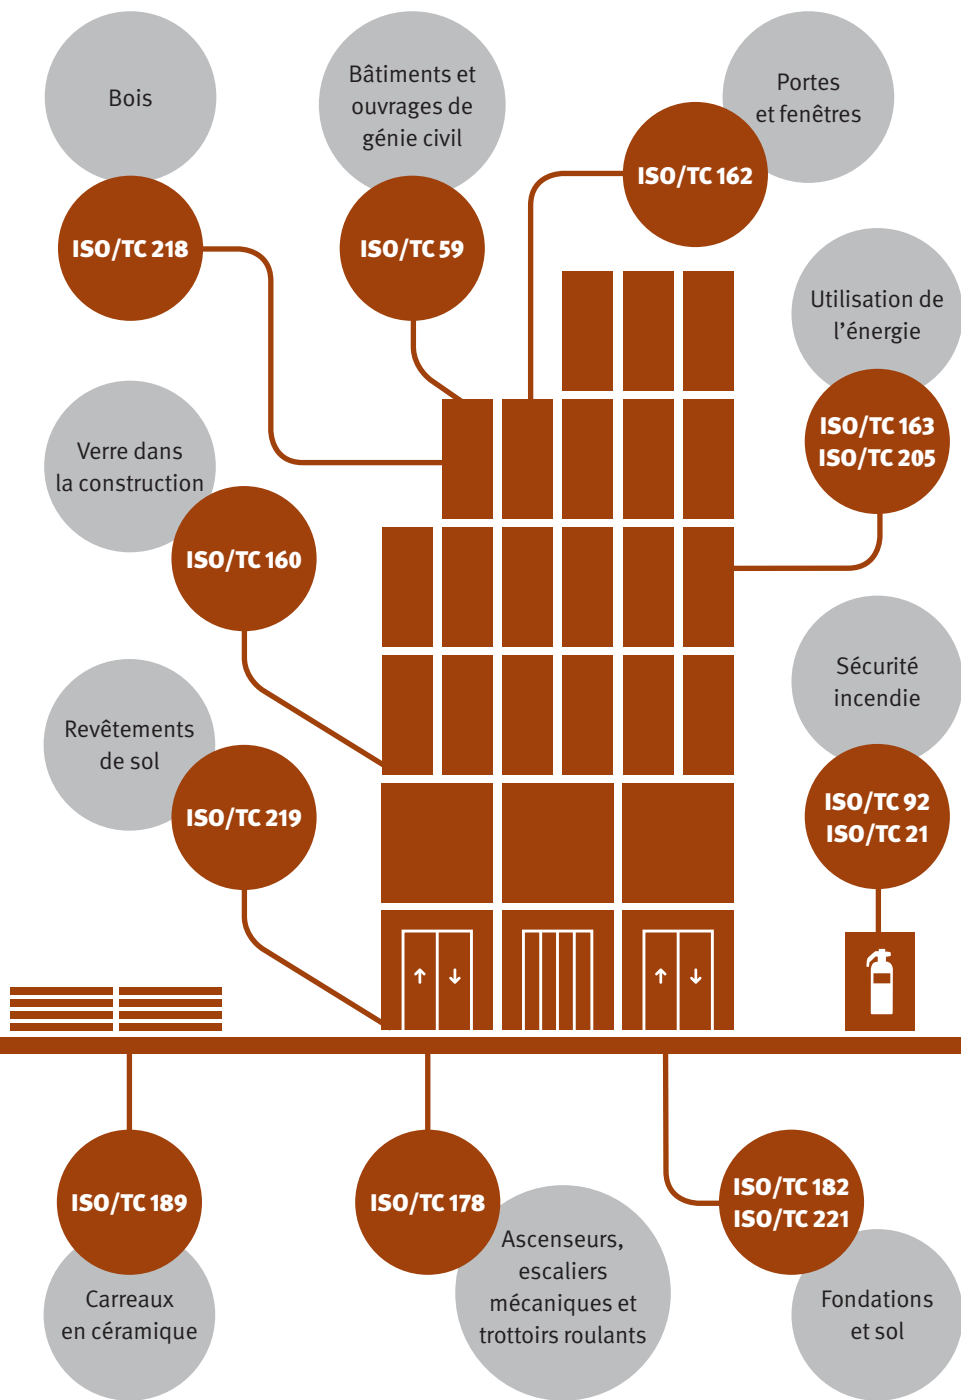 Bois
ISO/TC 218
Bâtiments et
ouvrages de
génie civil
ISO/TC 59
Portes
et fenêtres
ISO/TC 162
Utilisation de
l’énergie
ISO/TC 163
ISO/TC 205
Verre dans
la construction
ISO/TC 160
Sécurité
incendie
ISO/TC 92
ISO/TC 21
Revêtements
de sol
ISO/TC 219
ISO/TC 189
Carreaux
en céramique
ISO/TC 178
Ascenseurs,
escaliers
mécaniques et
trottoirs roulants
ISO/TC 182
ISO/TC 221
Fondations
et sol